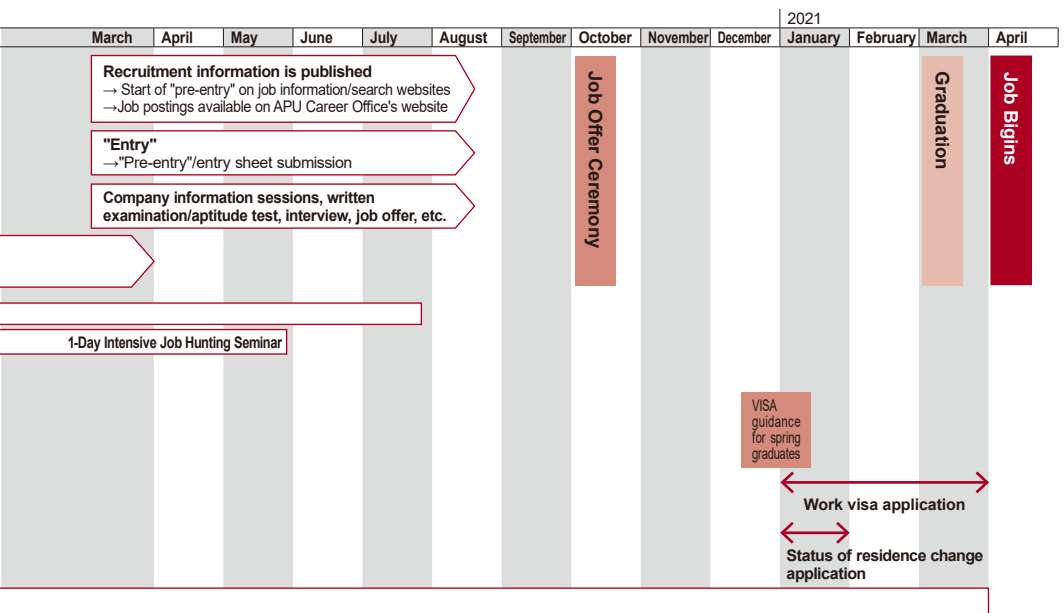 2021
March April May June July August September October November December January February March April
Recruitment information is published
→ Start of "pre-entry" on job information/search websites
→Job postings available on APU Career Office's website
"Entry"
→"Pre-entry"/entry sheet submission
Company information sessions, written
examination/aptitude test, interview, job offer, etc.
Job Offer Ceremony
Graduation
Job Bigins
1-Day Intensive Job Hunting Seminar
VISA
guidance
for spring
graduates
Work visa application
Status of residence change
application